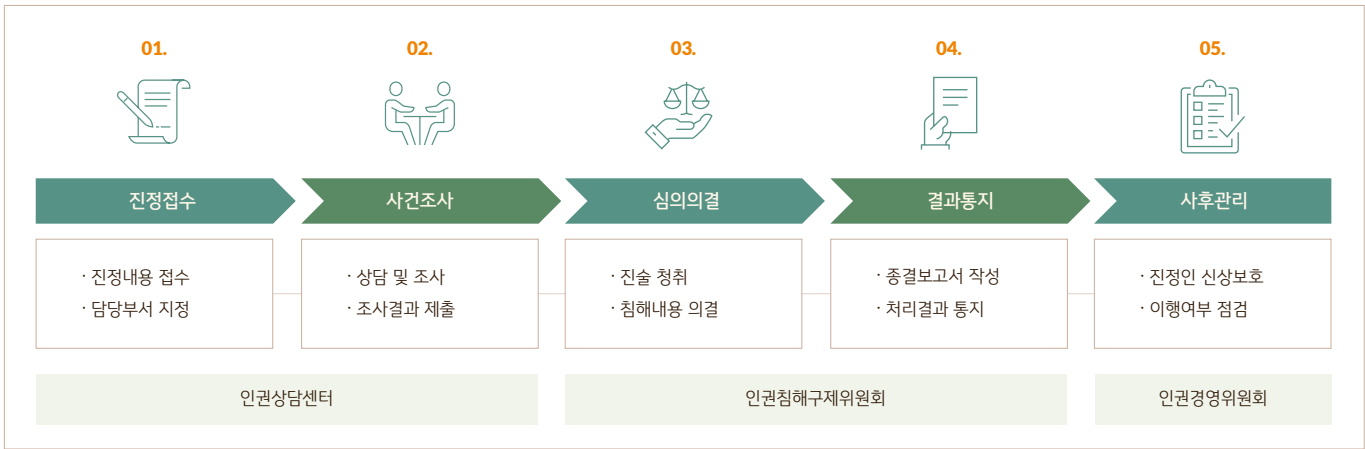 01.
02.
03.
04.
05.
진정접수
사건조사
심의의결
결과통지
사후관리
· 진정내용 접수
· 담당부서 지정
· 상담 및 조사
· 조사결과 제출
· 진술 청취
· 침해내용 의결
· 종결보고서 작성
· 처리결과 통지
· 진정인 신상보호
· 이행여부 점검
인권상담센터
인권침해구제위원회
인권경영위원회